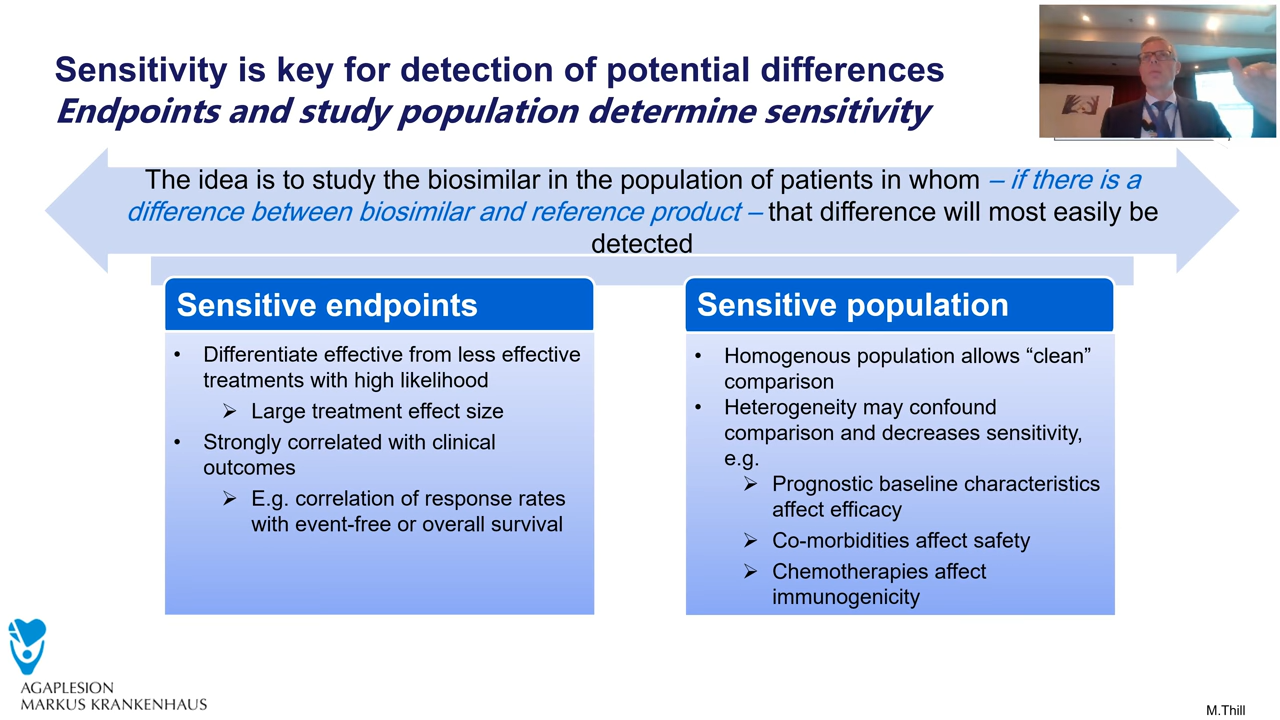 Sensitivity is key for detection of potential differences
Endpoints and study population determine sensitivity
The idea is to study the biosimilar in the population of patients in whom – if there is a
difference between biosimilar and reference product – that difference will most easily be
detected
Sensitive endpoints
• Differentiate effective from less effective
treatments with high likelihood
➢ Large treatment effect size
• Strongly correlated with clinical
outcomes
➢ E.g. correlation of response rates
with event-free or overall survival
Sensitive population
• Homogenous population allows “clean”
comparison
• Heterogeneity may confound
comparison and decreases sensitivity,
e.g.
➢ Prognostic baseline characteristics
affect efficacy
➢ Co-morbidities affect safety
➢ Chemotherapies affect
immunogenicity
AGAPLESION
MARKUS KRANKENHAUS
M.Thill